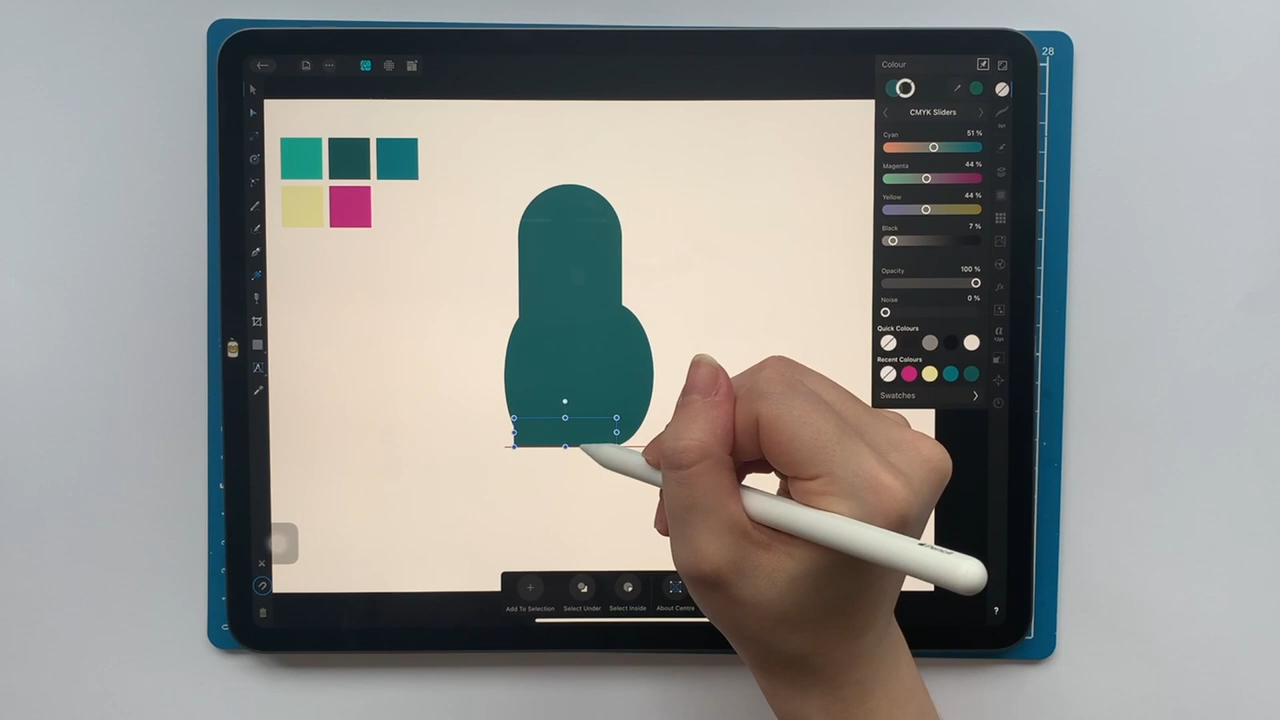 28
Colour
CMYK Sliders
Cyan 51 %
Magenta 44 %
Yellow 44 %
Black 7 %
Opacity 100 %
Noise 0 %
Quick Colours
Recent Colours
Swatches
Add To Selection Select Under Select Inside About Centre
?